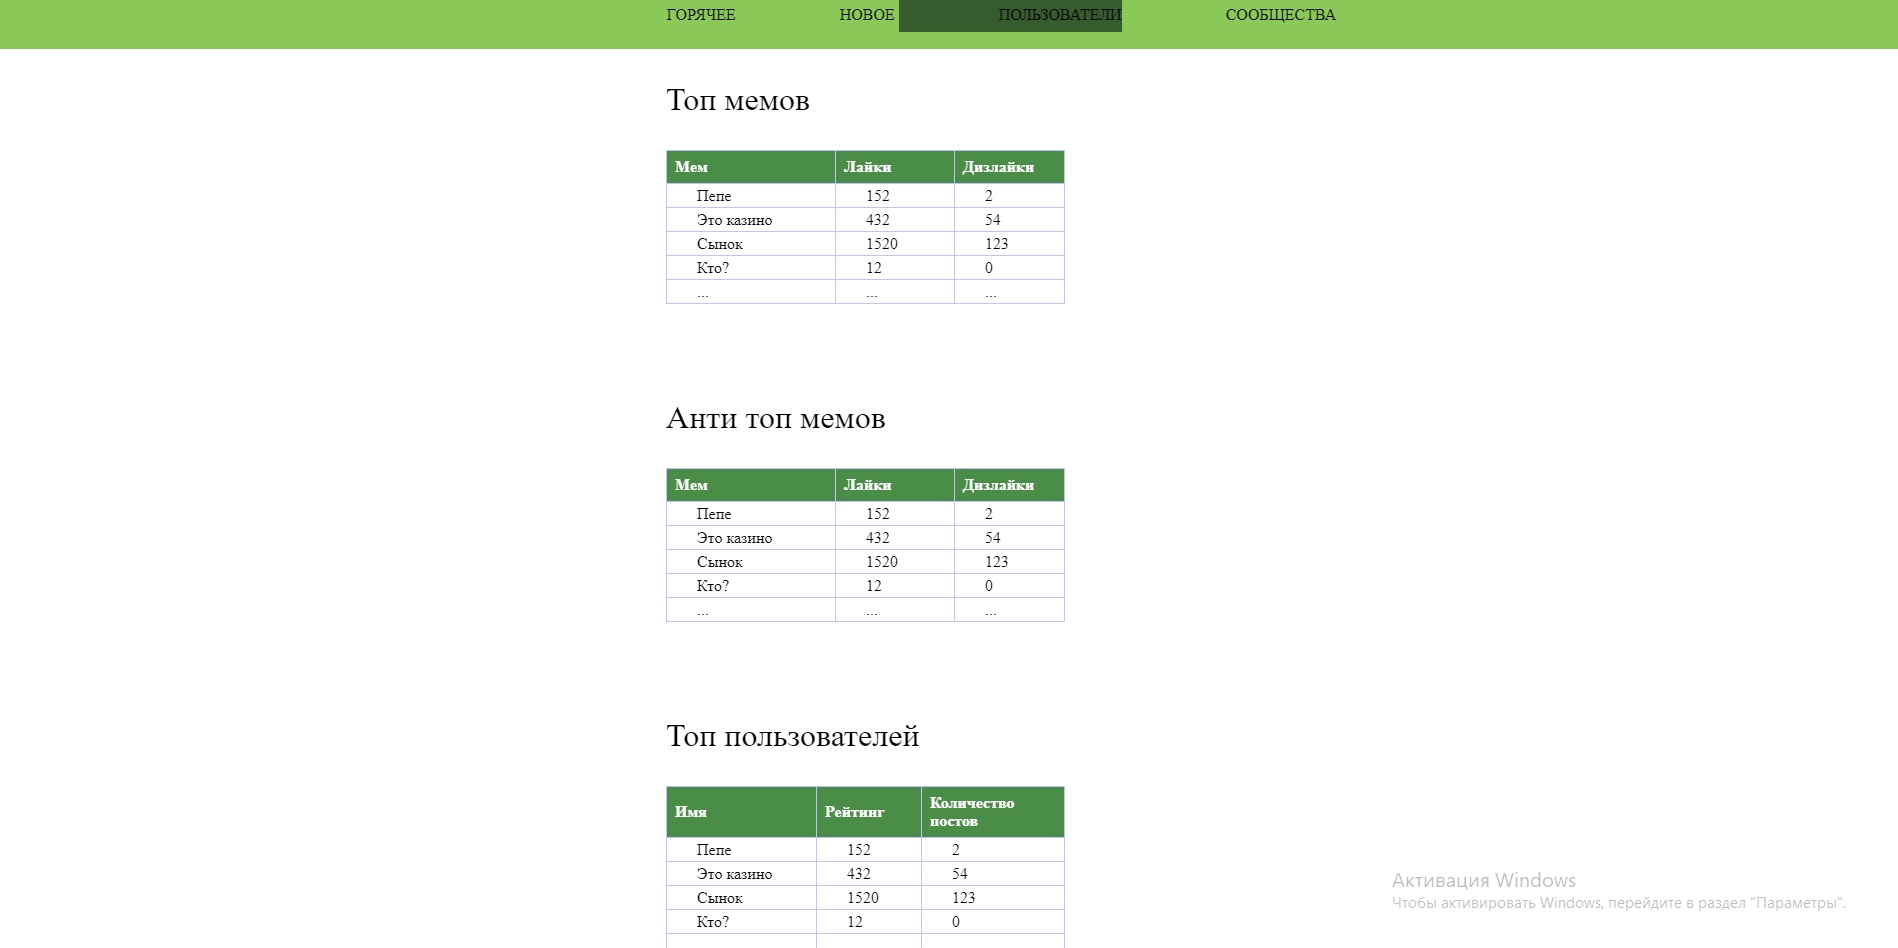 ГОРЯЧЕЕ НОВОЕ ПОЛЬЗОВАТЕЛИ СООБЩЕСТВА
Топ мемов
Мем Лайки Дизлайки
Пепе 152 2
Это казино 432 54
Сынок 1520 123
Кто? 12 0
... ... ...
Анти топ мемов
Мем Лайки Дизлайки
Пепе 152 2
Это казино 432 54
Сынок 1520 123
Кто? 12 0
... ... ...
Топ пользователей
Имя Рейтинг Количество
постов
Пепе 152 2
Это казино 432 54
Сынок 1520 123
Кто? 12 0
Активация Windows
Чтобы активировать Windows, перейдите в раздел "Параметры".